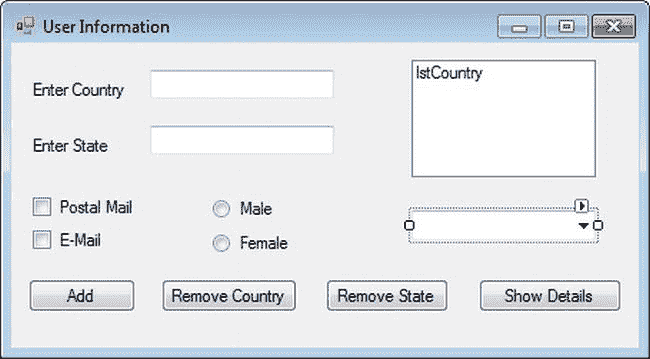 User Information
Enter Country
lstCountry
Enter State
Postal Mail
Male
E-Mail
Female
Add
Remove Country
Remove State
Show Details